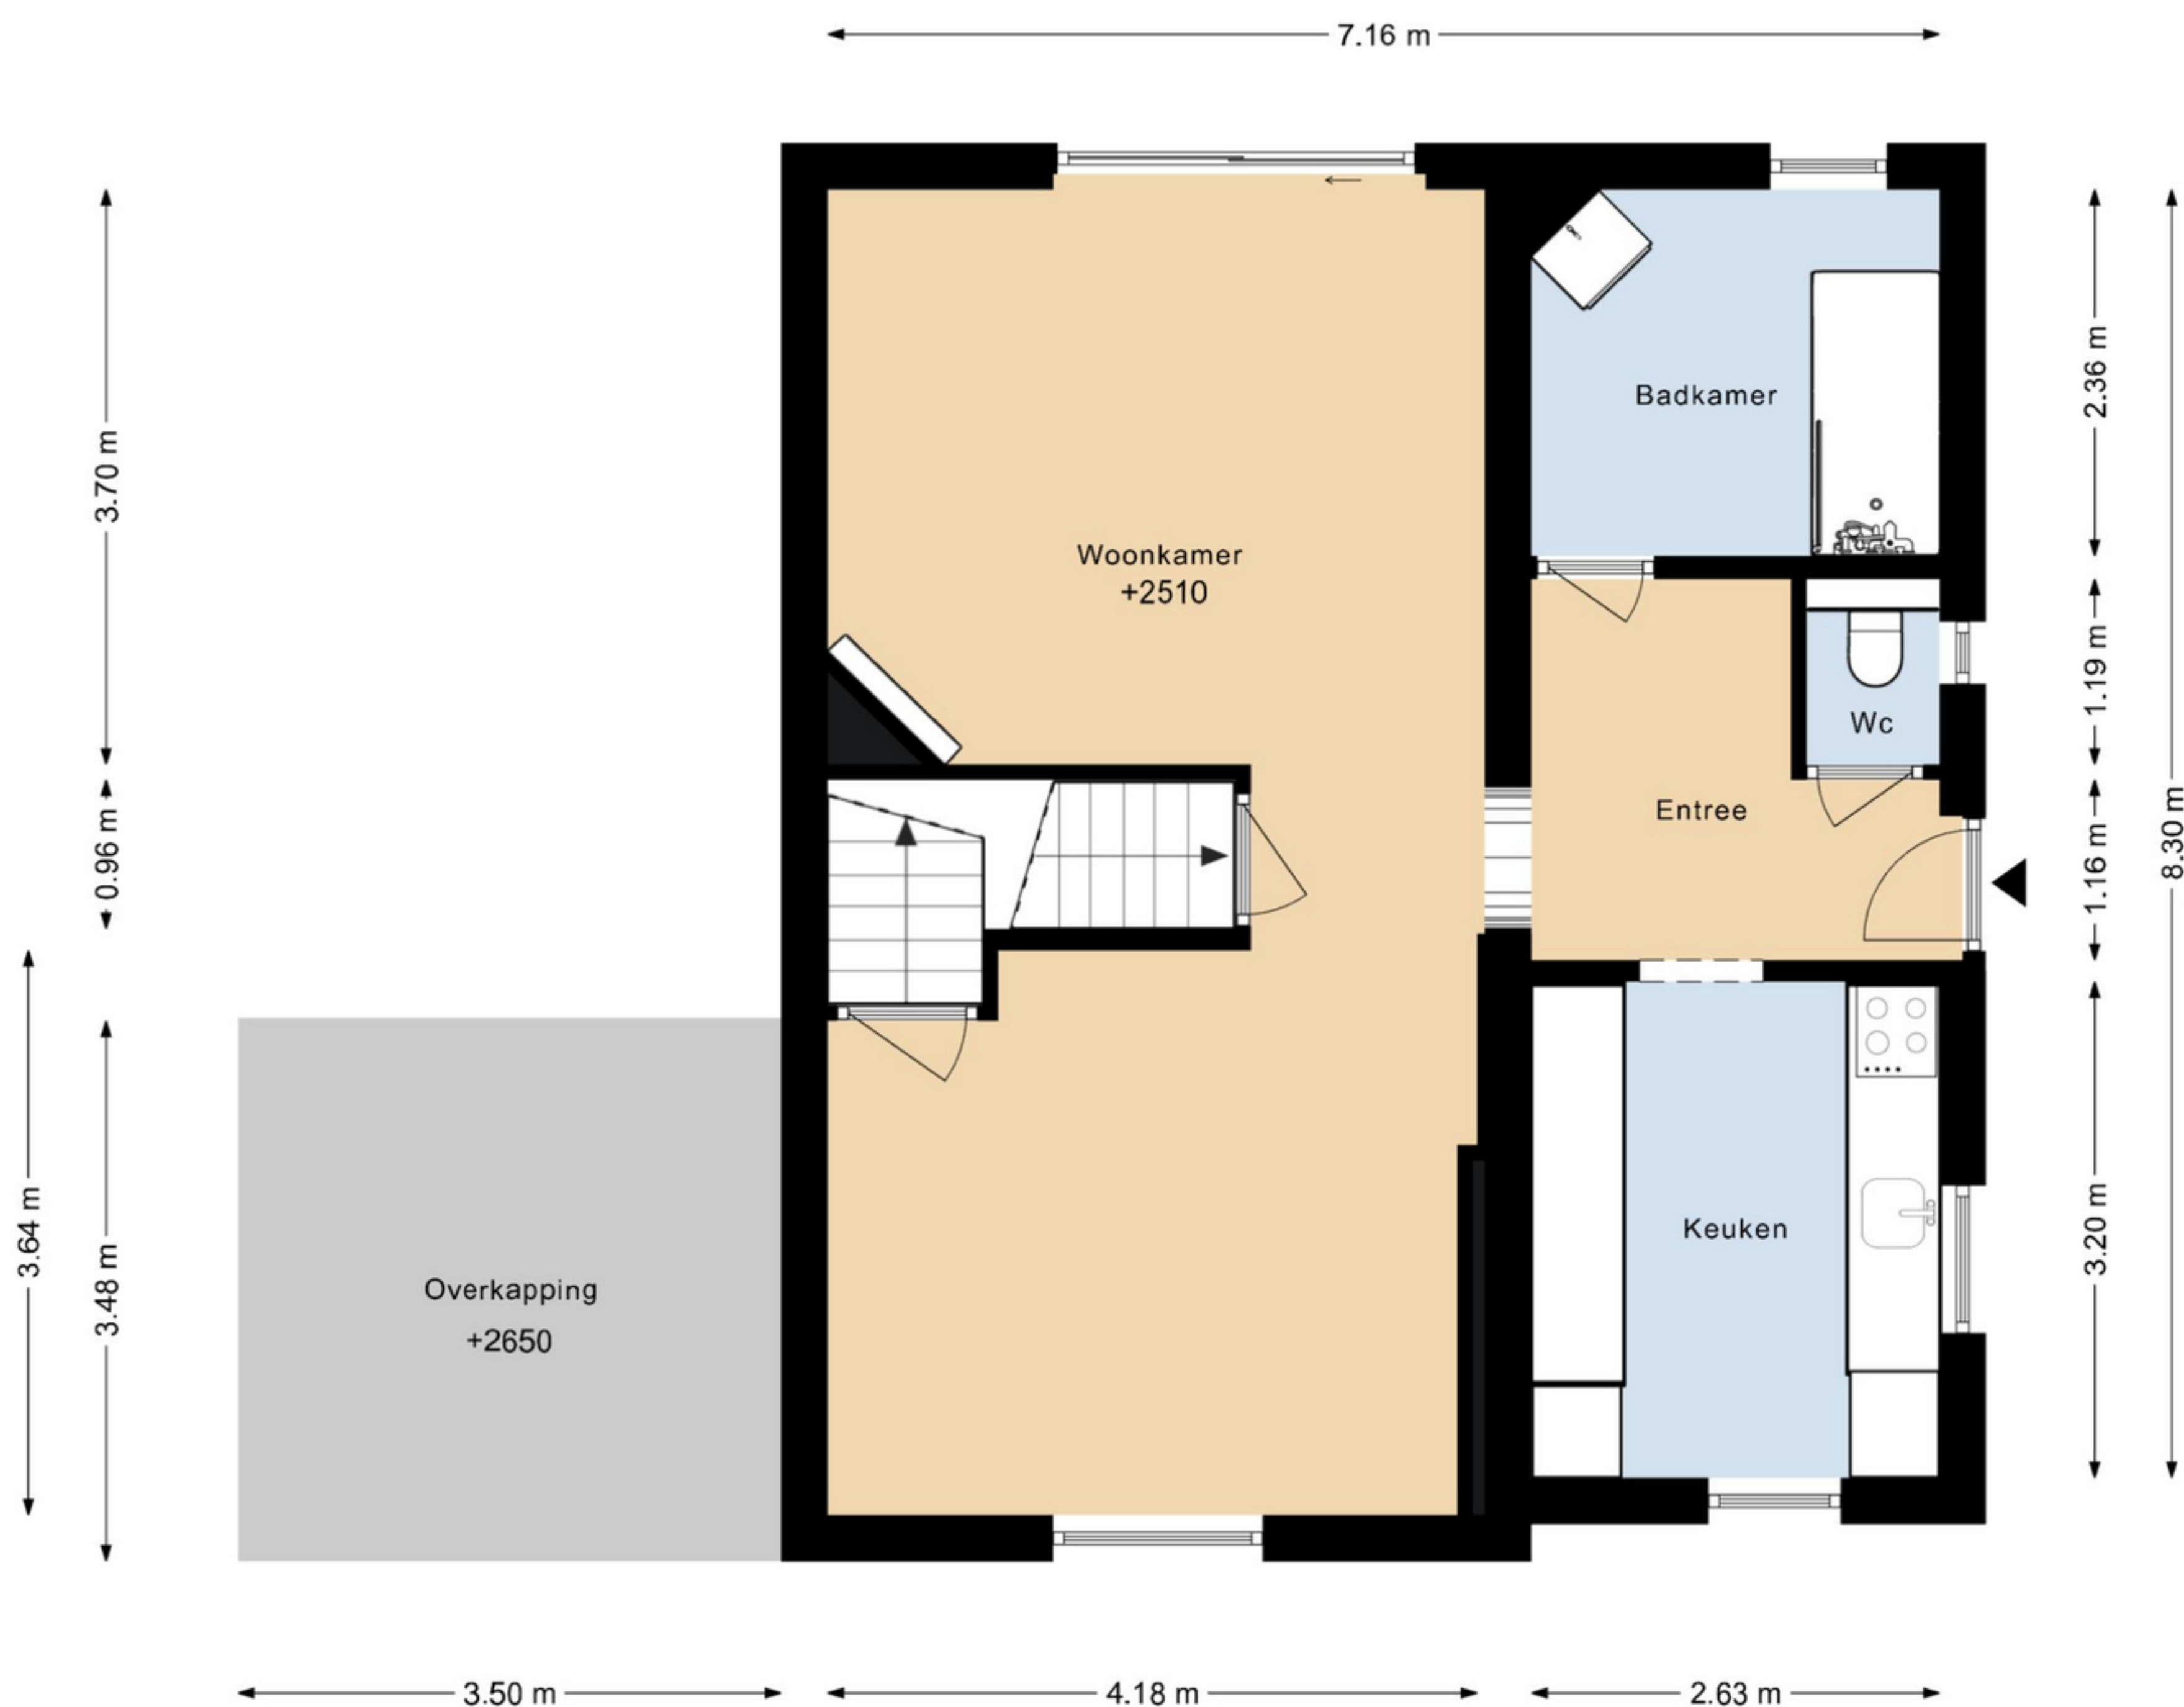 7.16 m
Badkamer
2.36 m
3.70 m
Woonkamer
+2510
1.19 m
Wc
Entree
0.96 m
1.16 m
8.30 m
Keuken
3.20 m
3.64 m
3.48 m
Overkapping
+2650
3.50 m
4.18 m
2.63 m